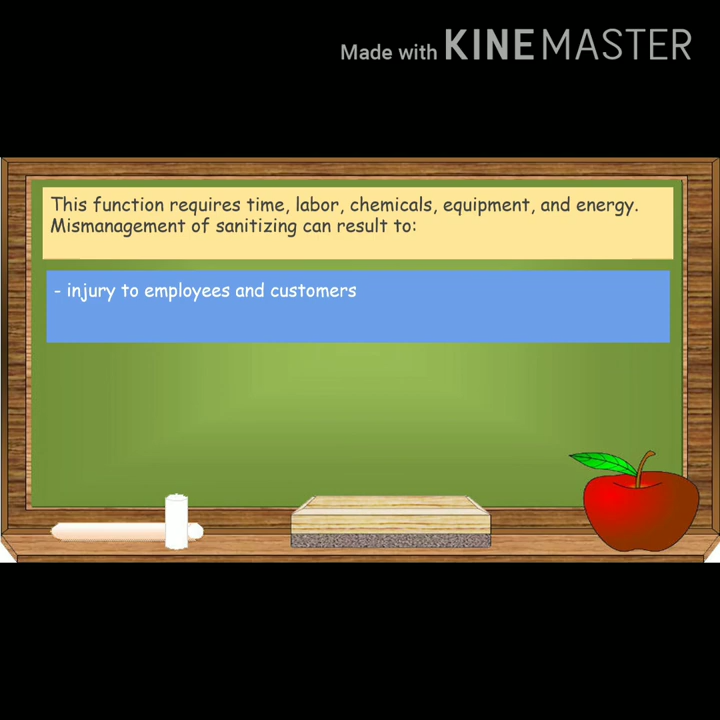 Made with KINEMASTER
This function requires time, labor, chemicals, equipment, and energy.
Mismanagement of sanitizing can result to:
- injury to employees and customers